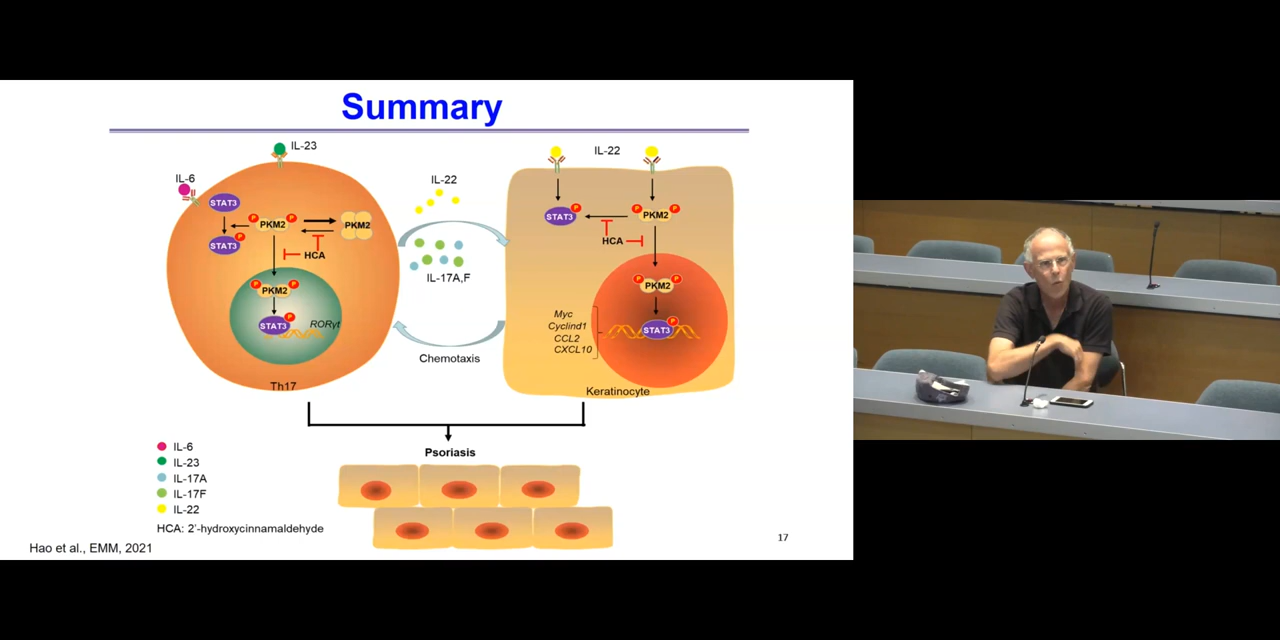 Summary
IL-23
IL-6
STAT3
P
PKM2
P
PKM2
STAT3
P
HCA
P
PKM2
P
STAT3
P
RORγt
Th17
IL-22
IL-17A,F
Chemotaxis
IL-22
STAT3
P
P
PKM2
P
HCA
P
PKM2
P
Myc
Cyclind1
CCL2
CXCL10
STAT3
P
Keratinocyte
Psoriasis
IL-6
IL-23
IL-17A
IL-17F
IL-22
HCA: 2'-hydroxycinnamaldehyde
Hao et al., EMM, 2021
17